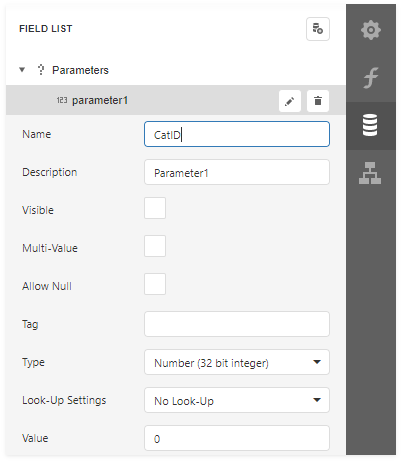 FIELD LIST
Parameters
123 parameter1
Name CatID
Description Parameter1
Visible
Multi-Value
Allow Null
Tag
Type Number (32 bit integer)
Look-Up Settings No Look-Up
Value 0